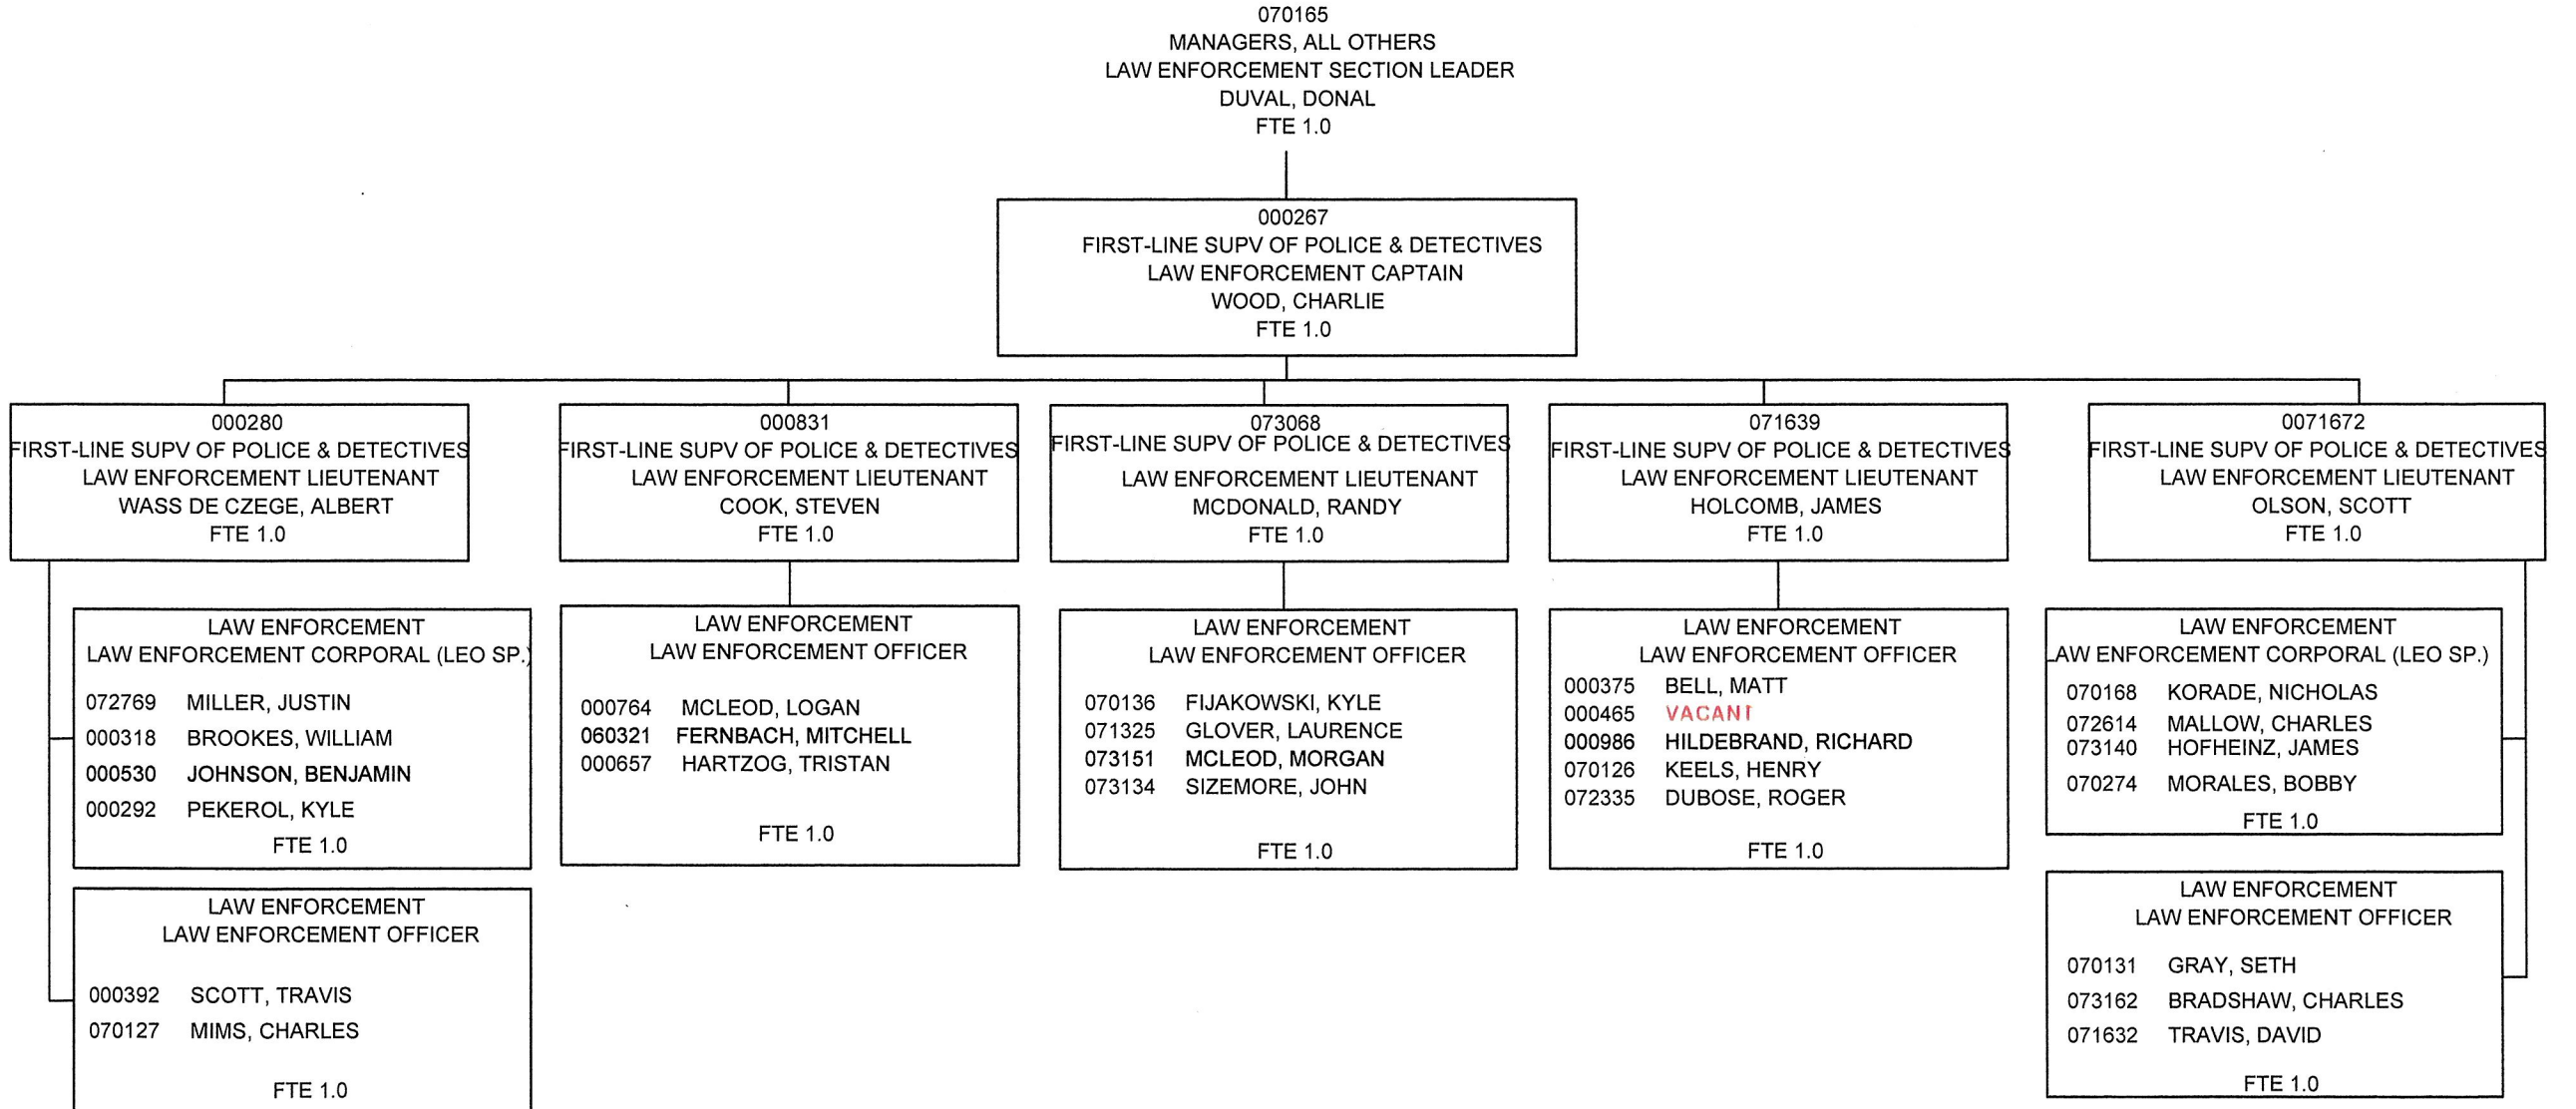 070165
MANAGERS, ALL OTHERS
LAW ENFORCEMENT SECTION LEADER
DUVAL, DONAL
FTE 1.0
000267
FIRST-LINE SUPV OF POLICE & DETECTIVES
LAW ENFORCEMENT CAPTAIN
WOOD, CHARLIE
FTE 1.0
000280
FIRST-LINE SUPV OF POLICE & DETECTIVES
LAW ENFORCEMENT LIEUTENANT
WASS DE CZEGE, ALBERT
FTE 1.0
000831
FIRST-LINE SUPV OF POLICE & DETECTIVES
LAW ENFORCEMENT LIEUTENANT
COOK, STEVEN
FTE 1.0
073068
FIRST-LINE SUPV OF POLICE & DETECTIVES
LAW ENFORCEMENT LIEUTENANT
MCDONALD, RANDY
FTE 1.0
071639
FIRST-LINE SUPV OF POLICE & DETECTIVES
LAW ENFORCEMENT LIEUTENANT
HOLCOMB, JAMES
FTE 1.0
0071672
FIRST-LINE SUPV OF POLICE & DETECTIVES
LAW ENFORCEMENT LIEUTENANT
OLSON, SCOTT
FTE 1.0
LAW ENFORCEMENT
LAW ENFORCEMENT CORPORAL (LEO SP.)
072769 MILLER, JUSTIN
000318 BROOKES, WILLIAM
000530 JOHNSON, BENJAMIN
000292 PEKEROL, KYLE
FTE 1.0
LAW ENFORCEMENT
LAW ENFORCEMENT OFFICER
000392 SCOTT, TRAVIS
070127 MIMS, CHARLES
FTE 1.0
LAW ENFORCEMENT
LAW ENFORCEMENT OFFICER
000764 MCLEOD, LOGAN
060321 FERNBACH, MITCHELL
000657 HARTZOG, TRISTAN
FTE 1.0
LAW ENFORCEMENT
LAW ENFORCEMENT OFFICER
070136 FIJAKOWSKI, KYLE
071325 GLOVER, LAURENCE
073151 MCLEOD, MORGAN
073134 SIZEMORE, JOHN
FTE 1.0
LAW ENFORCEMENT
LAW ENFORCEMENT OFFICER
000375 BELL, MATT
000465 VACANT
000986 HILDEBRAND, RICHARD
070126 KEELS, HENRY
072335 DUBOSE, ROGER
FTE 1.0
LAW ENFORCEMENT
LAW ENFORCEMENT CORPORAL (LEO SP.)
070168 KORADE, NICHOLAS
072614 MALLOW, CHARLES
073140 HOFHEINZ, JAMES
070274 MORALES, BOBBY
FTE 1.0
LAW ENFORCEMENT
LAW ENFORCEMENT OFFICER
070131 GRAY, SETH
073162 BRADSHAW, CHARLES
071632 TRAVIS, DAVID
FTE 1.0